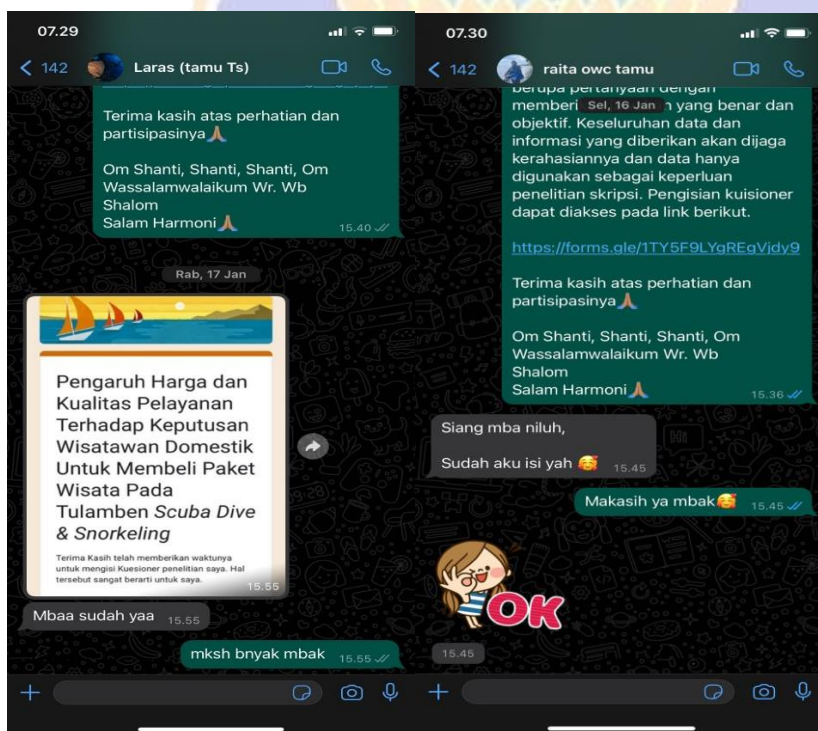 07.29
142
Laras (tamu Ts)
Terima kasih atas perhatian dan
partisipasinya🙏🏽
Om Shanti, Shanti, Shanti, Om
Wassalamwalaikum Wr. Wb
Shalom
Salam Harmoni🙏🏽
15.40
Rab, 17 Jan
Pengaruh Harga dan
Kualitas Pelayanan
Terhadap Keputusan
Wisatawan Domestik
Untuk Membeli Paket
Wisata Pada
Tulamben Scuba Dive
& Snorkeling
Terima Kasih telah memberikan waktunya
untuk mengisi Kuesioner penelitian saya. Hal
tersebut sangat berarti untuk saya.
15.55
Mbaa sudah yaa 15.55
mksh bnyak mbak 15.55
07.30
142
raita owc tamu
berupa pertanyaan dengan
memberi
Sel, 16 Jan
yang benar dan
objektif. Keseluruhan data dan
informasi yang diberikan akan dijaga
kerahasiannya dan data hanya
digunakan sebagai keperluan
penelitian skripsi. Pengisian kuisioner
dapat diakses pada link berikut.
https://forms.gle/1TY5F9LYgREgVjdy9
Terima kasih atas perhatian dan
partisipasinya🙏🏽
Om Shanti, Shanti, Shanti, Om
Wassalamwalaikum Wr. Wb
Shalom
Salam Harmoni🙏🏽
15.36
Siang mba niluh,
Sudah aku isi yah 🥰 15.45
Makasih ya mbak🥰 15.45
OK
15.45